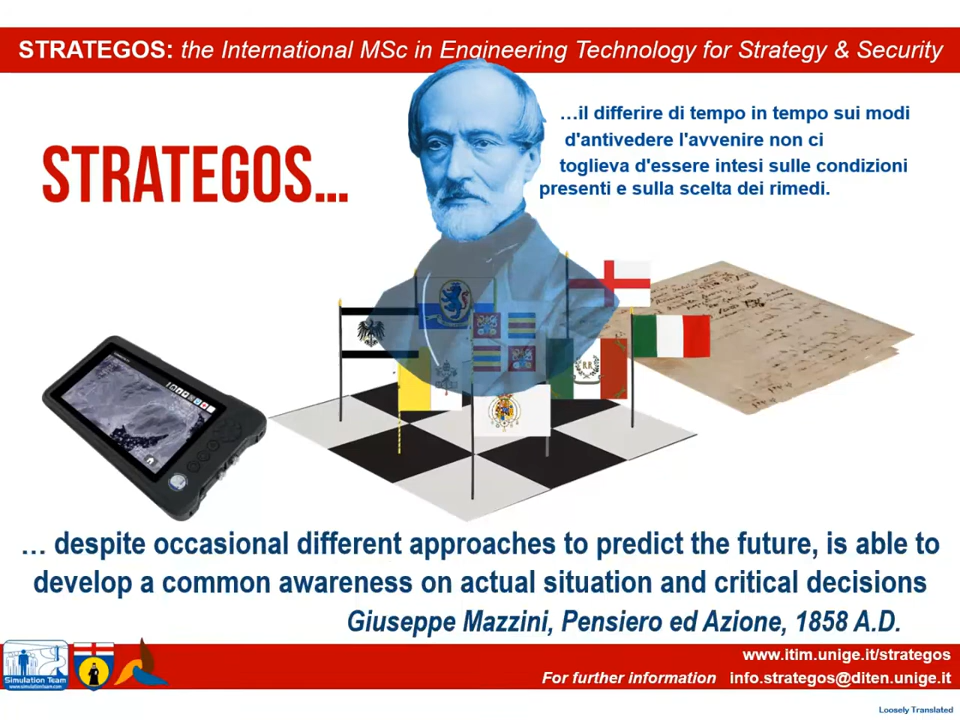 STRATEGOS: the International MSc in Engineering Technology for Strategy & Security
STRATEGOS...
...il differire di tempo in tempo sui modi
d'antivedere l'avvenire non ci
toglieva d'essere intesi sulle condizioni
presenti e sulla scelta dei rimedi.
... despite occasional different approaches to predict the future, is able to
develop a common awareness on actual situation and critical decisions
Giuseppe Mazzini, Pensiero ed Azione, 1858 A.D.
Simulation Team
www.simulationteam.com
www.itim.unige.it/strategos
For further information info.strategos@diten.unige.it
Loosely Translated